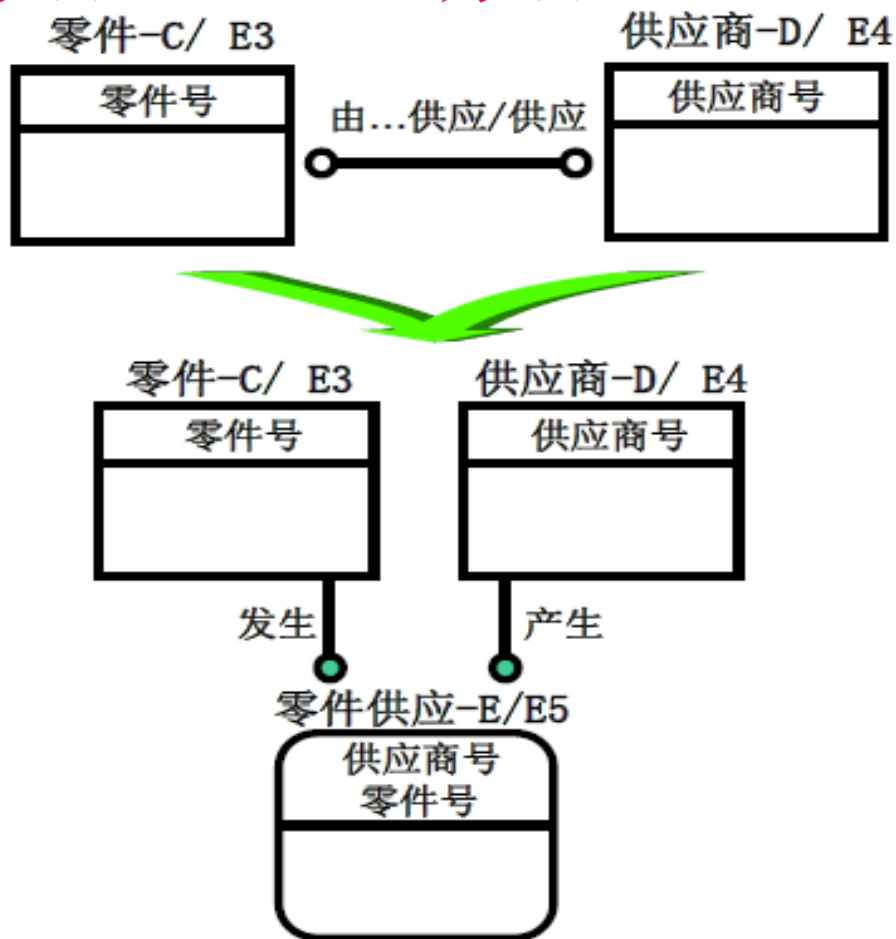 零件-C/ E3
供应商-D/ E4
零件号
供应商号
由...供应/供应
零件-C/ E3
供应商-D/ E4
零件号
供应商号
发生
产生
零件供应-E/E5
供应商号
零件号